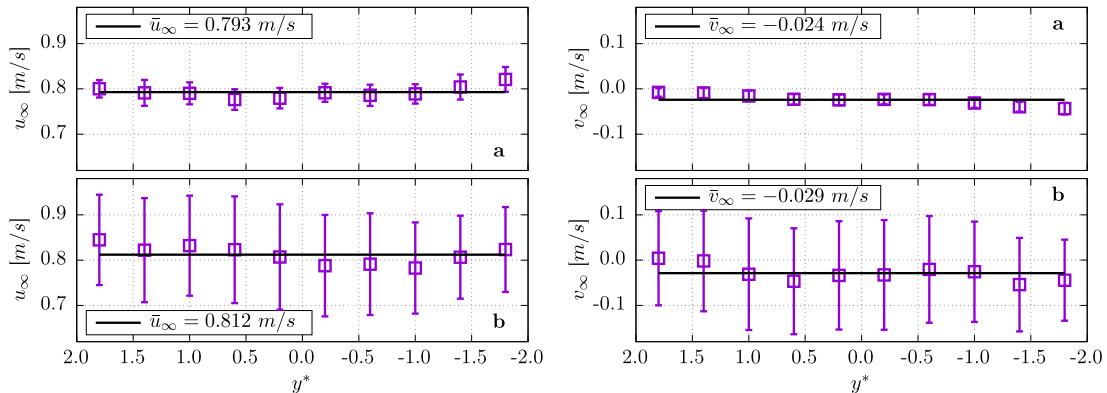 ū∞ = 0.793 m/s
0.9
0.8
0.7
u∞ [m/s]
a
ū∞ = 0.812 m/s
0.9
0.8
0.7
u∞ [m/s]
b
2.0 1.5 1.0 0.5 0.0 -0.5 -1.0 -1.5 -2.0
y*
v̄∞ = −0.024 m/s
a
0.1
0.0
-0.1
v∞ [m/s]
v̄∞ = −0.029 m/s
b
0.1
0.0
-0.1
v∞ [m/s]
2.0 1.5 1.0 0.5 0.0 -0.5 -1.0 -1.5 -2.0
y*